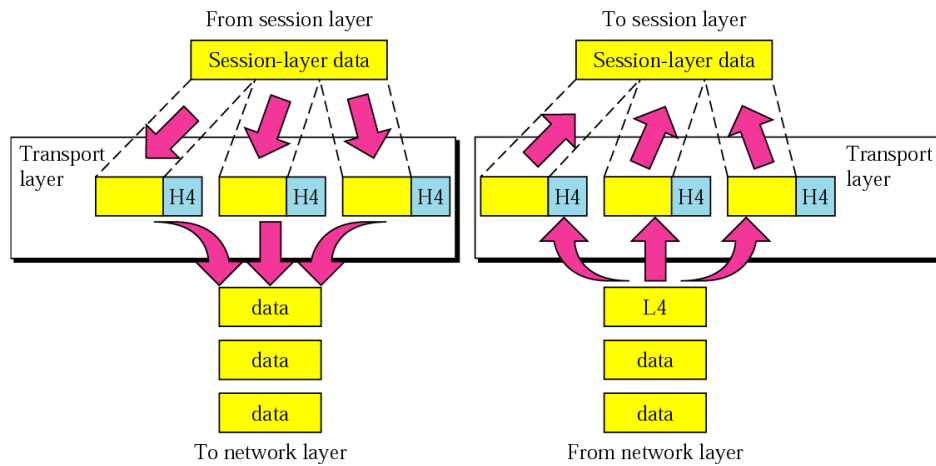 From session layer
Session-layer data
Transport
layer
H4
H4
H4
data
data
data
To network layer
To session layer
Session-layer data
Transport
layer
H4
H4
H4
L4
data
data
From network layer